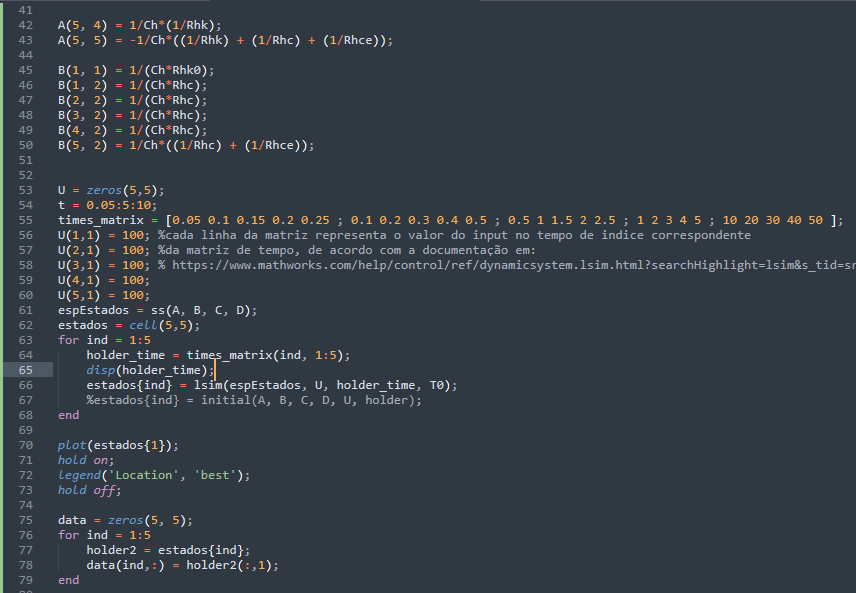 41
42 A(5, 4) = 1/Ch*(1/Rhk);
43 A(5, 5) = -1/Ch*((1/Rhk) + (1/Rhc) + (1/Rhce));
44
45 B(1, 1) = 1/(Ch*Rhk0);
46 B(1, 2) = 1/(Ch*Rhc);
47 B(2, 2) = 1/(Ch*Rhc);
48 B(3, 2) = 1/(Ch*Rhc);
49 B(4, 2) = 1/(Ch*Rhc);
50 B(5, 2) = 1/Ch*((1/Rhc) + (1/Rhce));
51
52
53 U = zeros(5,5);
54 t = 0.05:5:10;
55 times_matrix = [0.05 0.1 0.15 0.2 0.25 ; 0.1 0.2 0.3 0.4 0.5 ; 0.5 1 1.5 2 2.5 ; 1 2 3 4 5 ; 10 20 30 40 50 ];
56 U(1,1) = 100; %cada linha da matriz representa o valor do input no tempo de indice correspondente
57 U(2,1) = 100; %da matriz de tempo, de acordo com a documentação em:
58 U(3,1) = 100; % https://www.mathworks.com/help/control/ref/dynamicsystem.lsim.html?searchHighlight=lsim&s_tid=sr
59 U(4,1) = 100;
60 U(5,1) = 100;
61 espEstados = ss(A, B, C, D);
62 estados = cell(5,5);
63 for ind = 1:5
64 holder_time = times_matrix(ind, 1:5);
65 disp(holder_time);
66 estados{ind} = lsim(espEstados, U, holder_time, T0);
67 %estados{ind} = initial(A, B, C, D, U, holder);
68 end
69
70 plot(estados{1});
71 hold on;
72 legend('Location', 'best');
73 hold off;
74
75 data = zeros(5, 5);
76 for ind = 1:5
77 holder2 = estados{ind};
78 data(ind,:) = holder2(:,1);
79 end